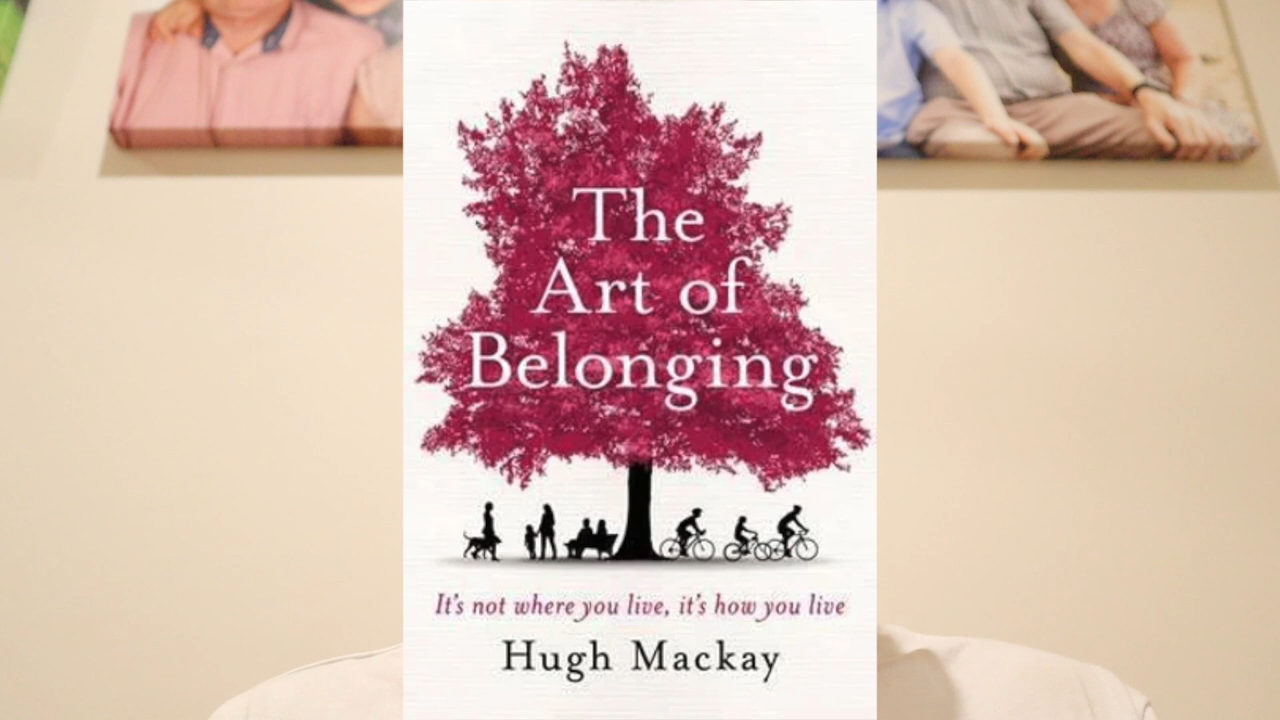 The
Art of
Belonging
It's not where you live, it's how you live
Hugh Mackay